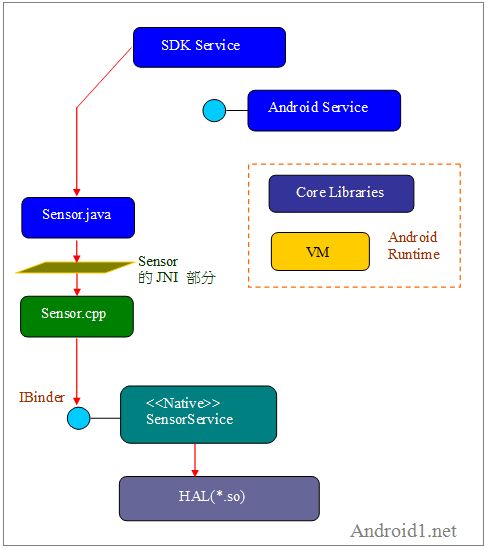 SDK Service
Android Service
Core Libraries
Sensor.java
VM
Android
Runtime
Sensor
的 JNI 部分
Sensor.cpp
IBinder
<<Native>>
SensorService
HAL(*.so)
Android1.net